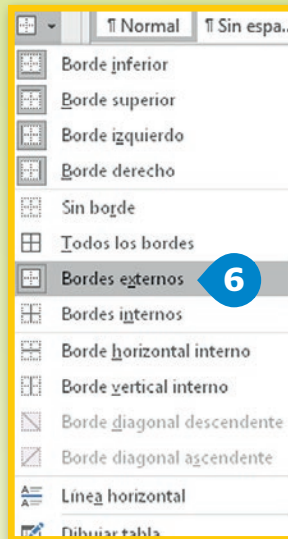 ¶ Normal ¶ Sin espa...
Borde inferior
Borde superior
Borde izquierdo
Borde derecho
Sin borde
Todos los bordes
Bordes externos 6
Bordes internos
Borde horizontal interno
Borde vertical interno
Borde diagonal descendente
Borde diagonal ascendente
Línea horizontal
Dibujar tabla